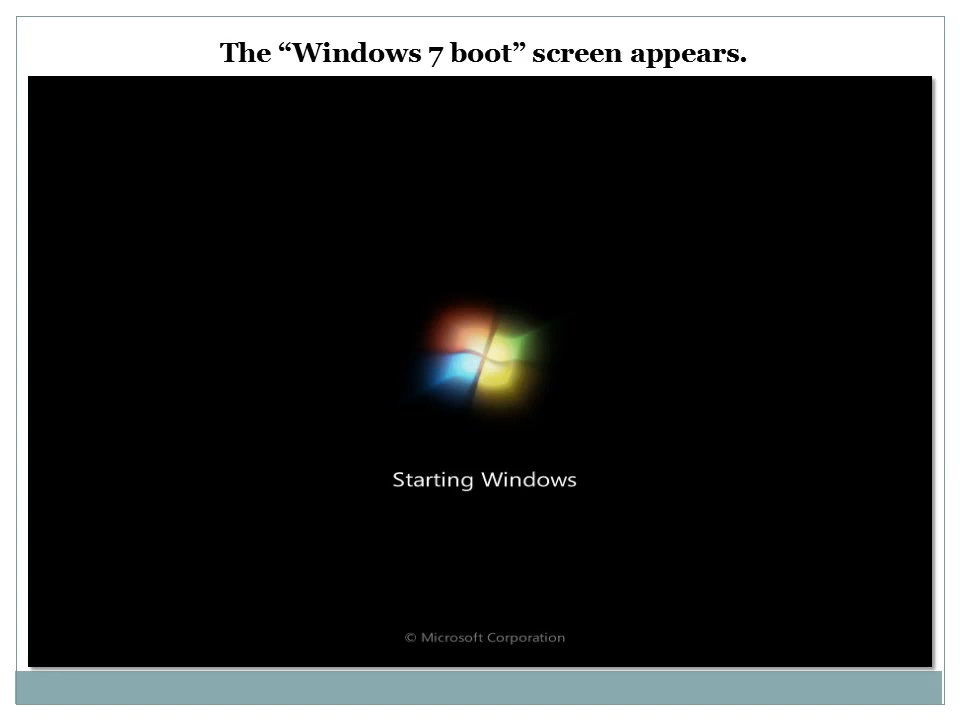 The “Windows 7 boot” screen appears.
Starting Windows
© Microsoft Corporation